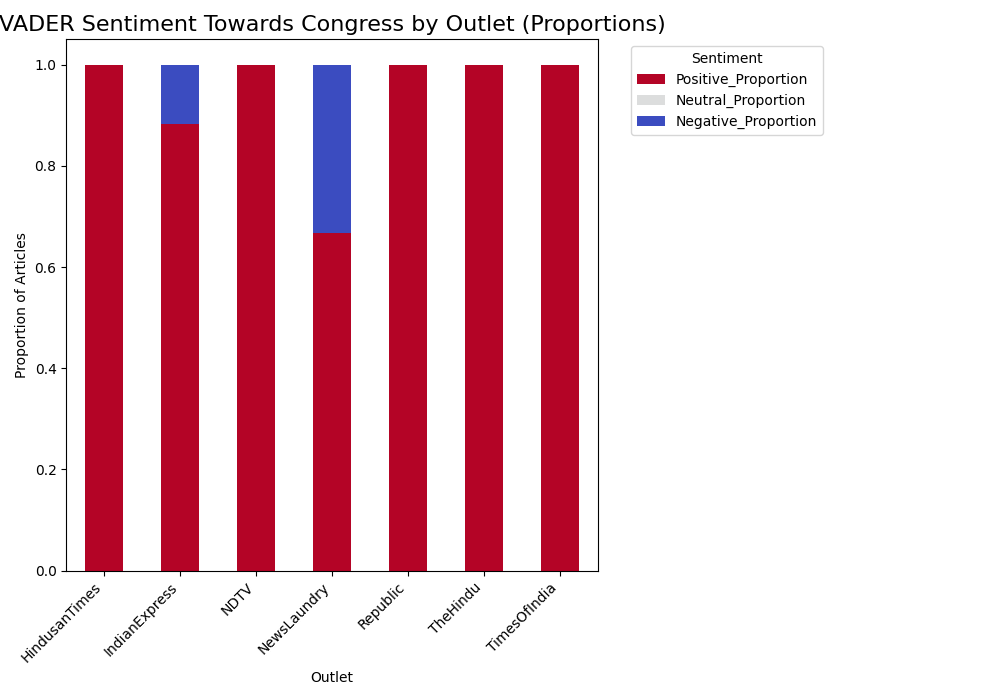 VADER Sentiment Towards Congress by Outlet (Proportions)
Sentiment
Positive_Proportion
Neutral_Proportion
Negative_Proportion
Proportion of Articles
1.0
0.8
0.6
0.4
0.2
0.0
HindusanTimes
IndianExpress
NDTV
NewsLaundry
Republic
TheHindu
TimesOfIndia
Outlet